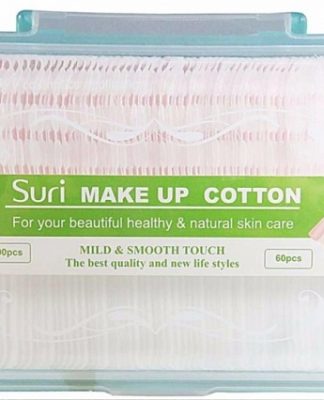 Suri MAKE UP COTTON
For your beautiful healthy & natural skin care
MILD & SMOOTH TOUCH
The best quality and new life styles
60pcs